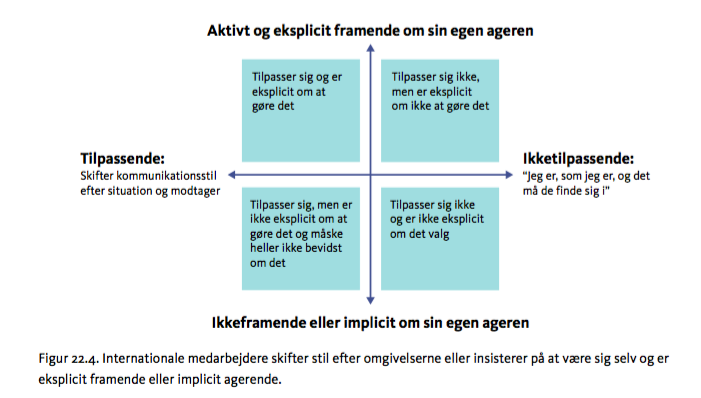 Aktivt og eksplicit framende om sin egen ageren
Tilpasser sig og er
eksplicit om at
gøre det
Tilpasser sig ikke,
men er eksplicit
om ikke at gøre det
Tilpassende:
Skifter kommunikationsstil
efter situation og modtager
Ikketilpassende:
"Jeg er, som jeg er, og det
må de finde sig i"
Tilpasser sig, men er
ikke eksplicit om at
gøre det og måske
heller ikke bevidst
om det
Tilpasser sig ikke
og er ikke eksplicit
om det valg
Ikkeframende eller implicit om sin egen ageren
Figur 22.4. Internationale medarbejdere skifter stil efter omgivelserne eller insisterer på at være sig selv og er
eksplicit framende eller implicit agerende.